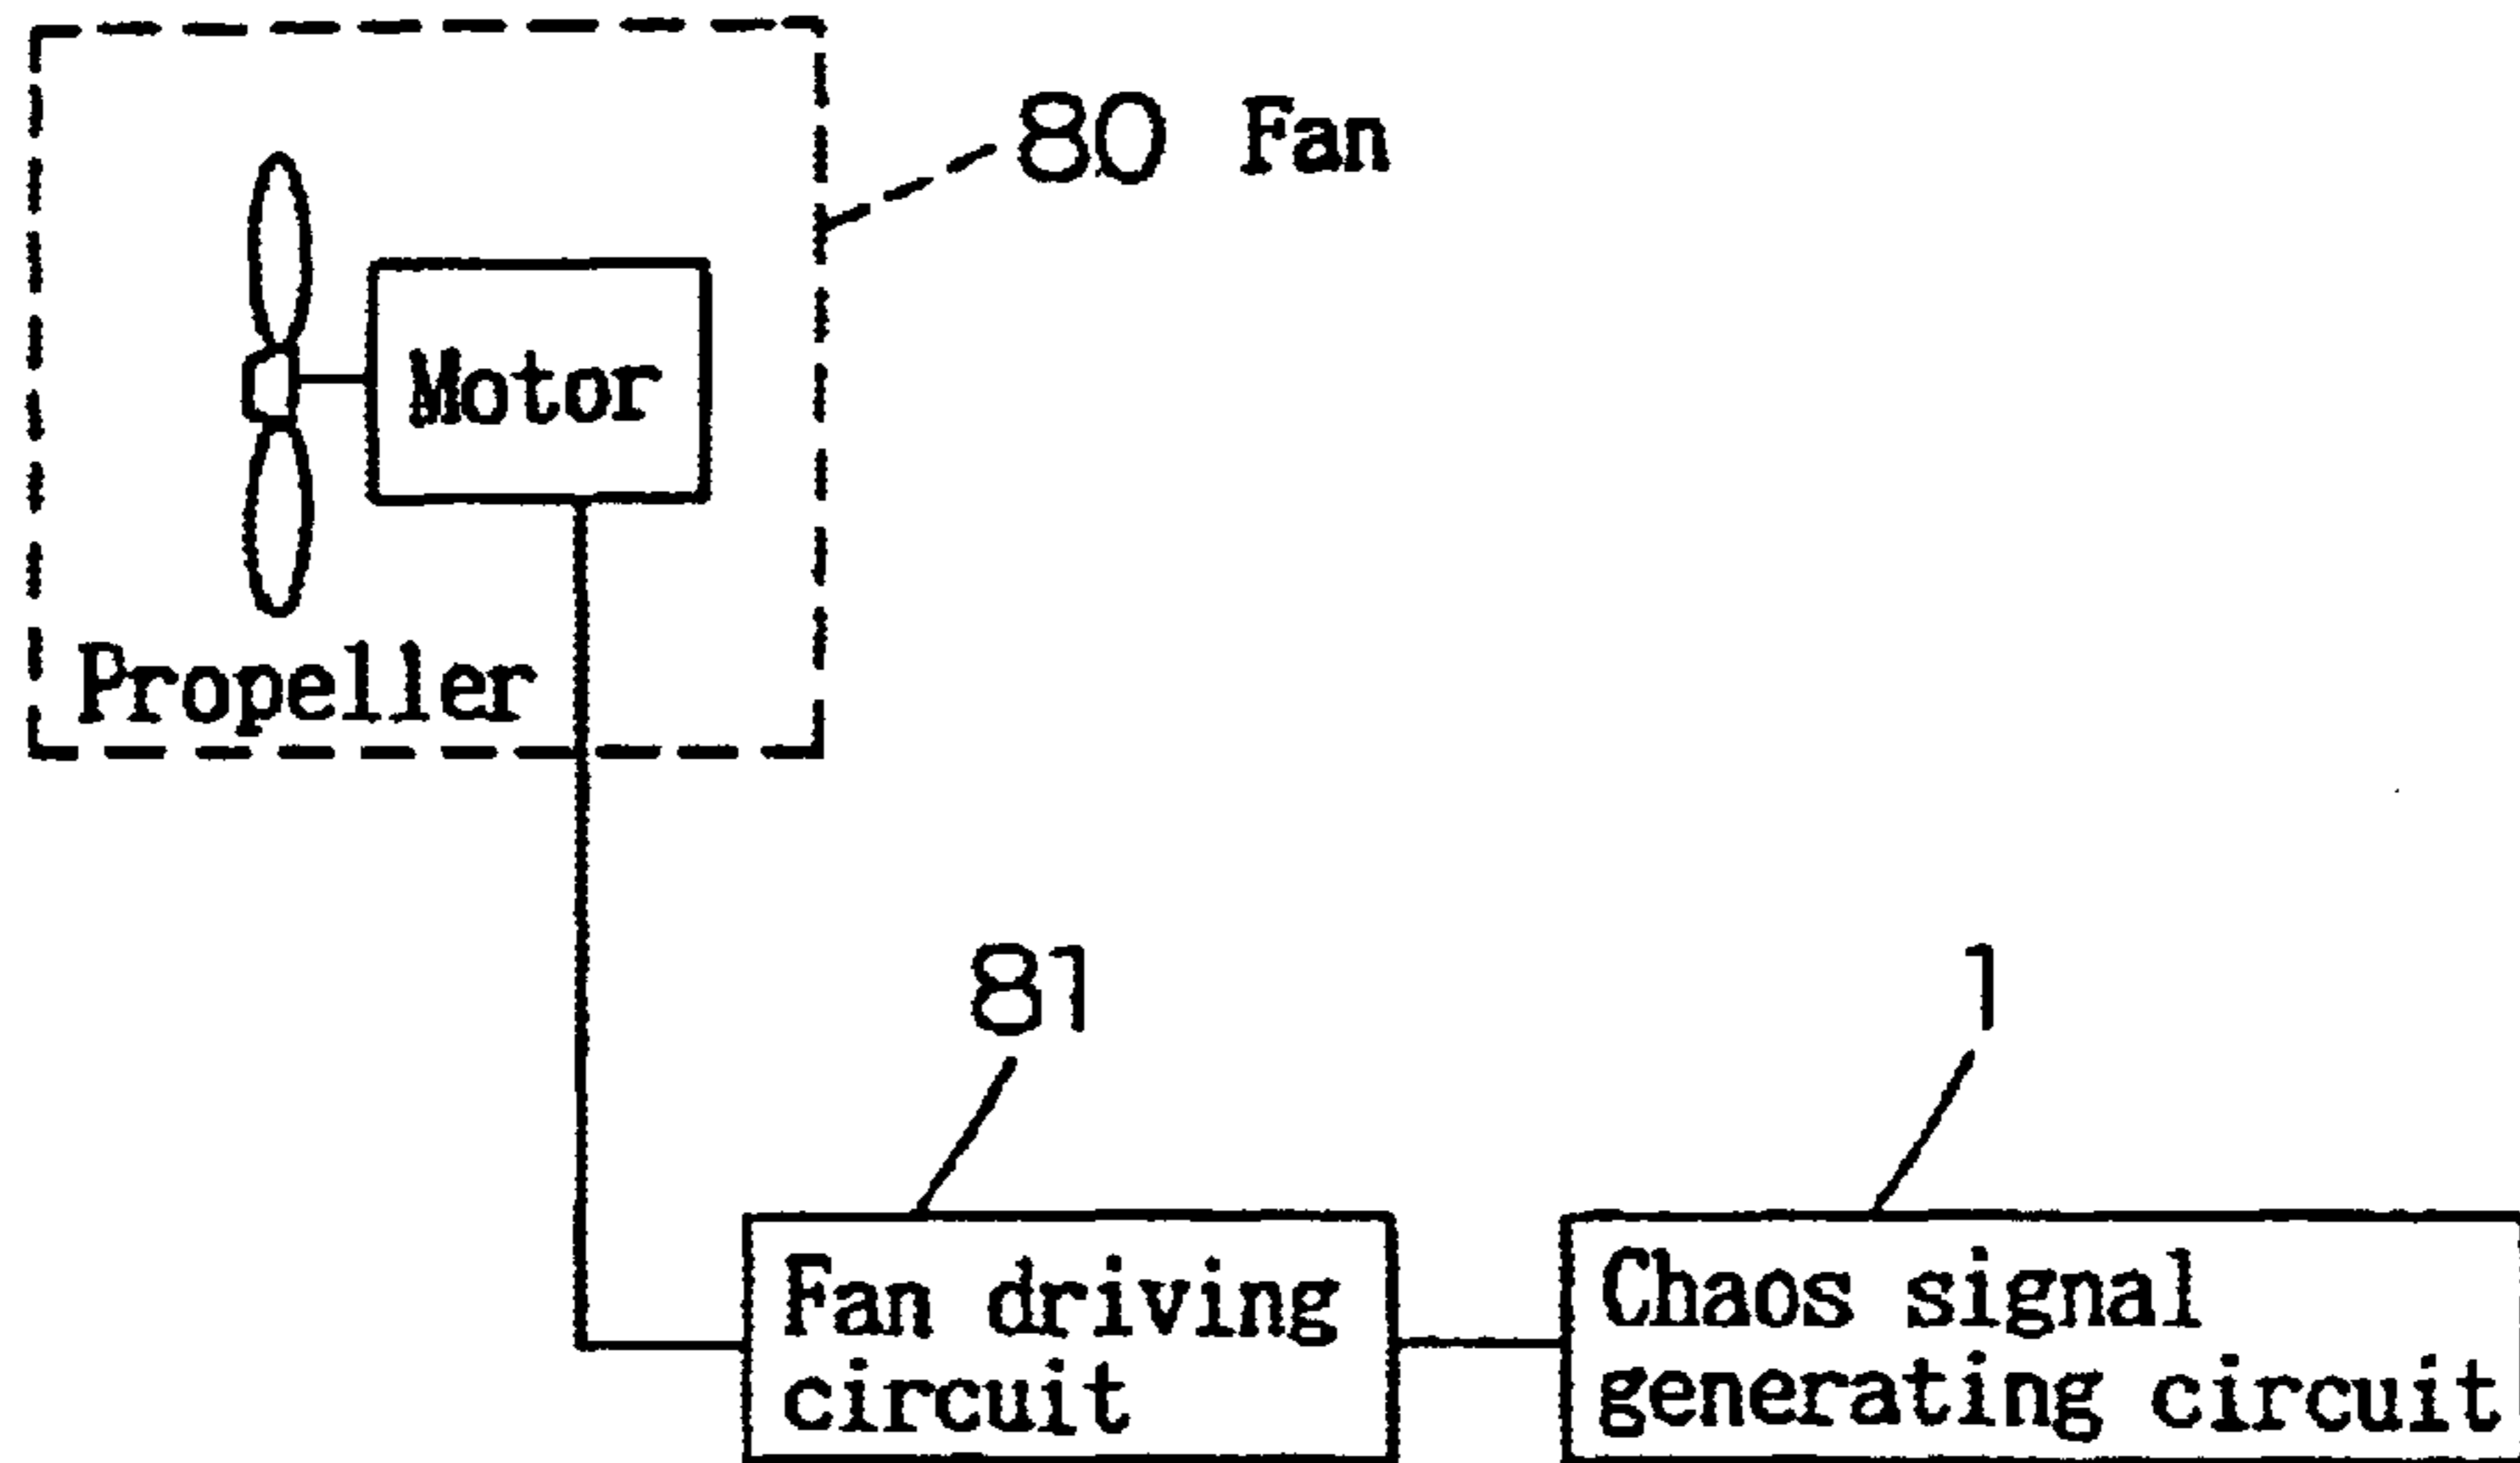 80 Fan
Motor
Propeller
81
1
Fan driving
circuit
Chaos signal
generating circuit